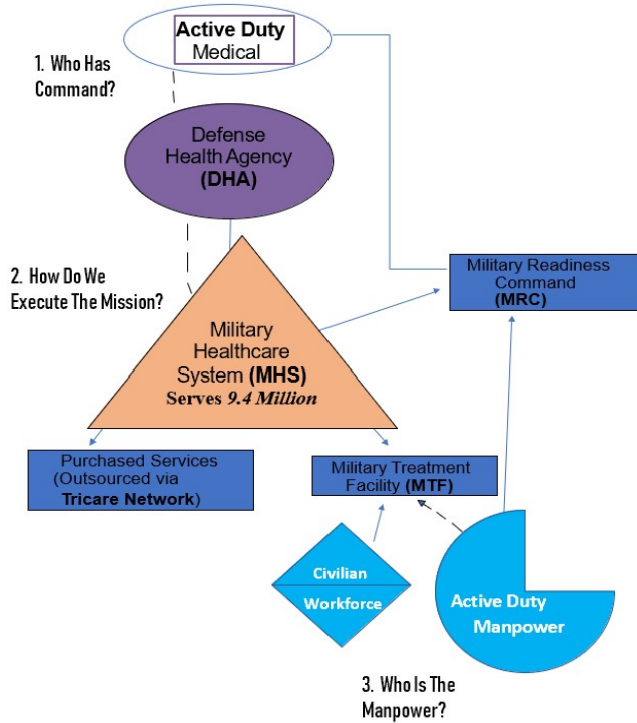 Active Duty
Medical
1. Who Has
Command?
Defense
Health Agency
(DHA)
2. How Do We
Execute The Mission?
Military Readiness
Command
(MRC)
Military
Healthcare
System (MHS)
Serves 9.4 Million
Purchased Services
(Outsourced via
Tricare Network)
Military Treatment
Facility (MTF)
Civilian
Workforce
Active Duty
Manpower
3. Who Is The
Manpower?